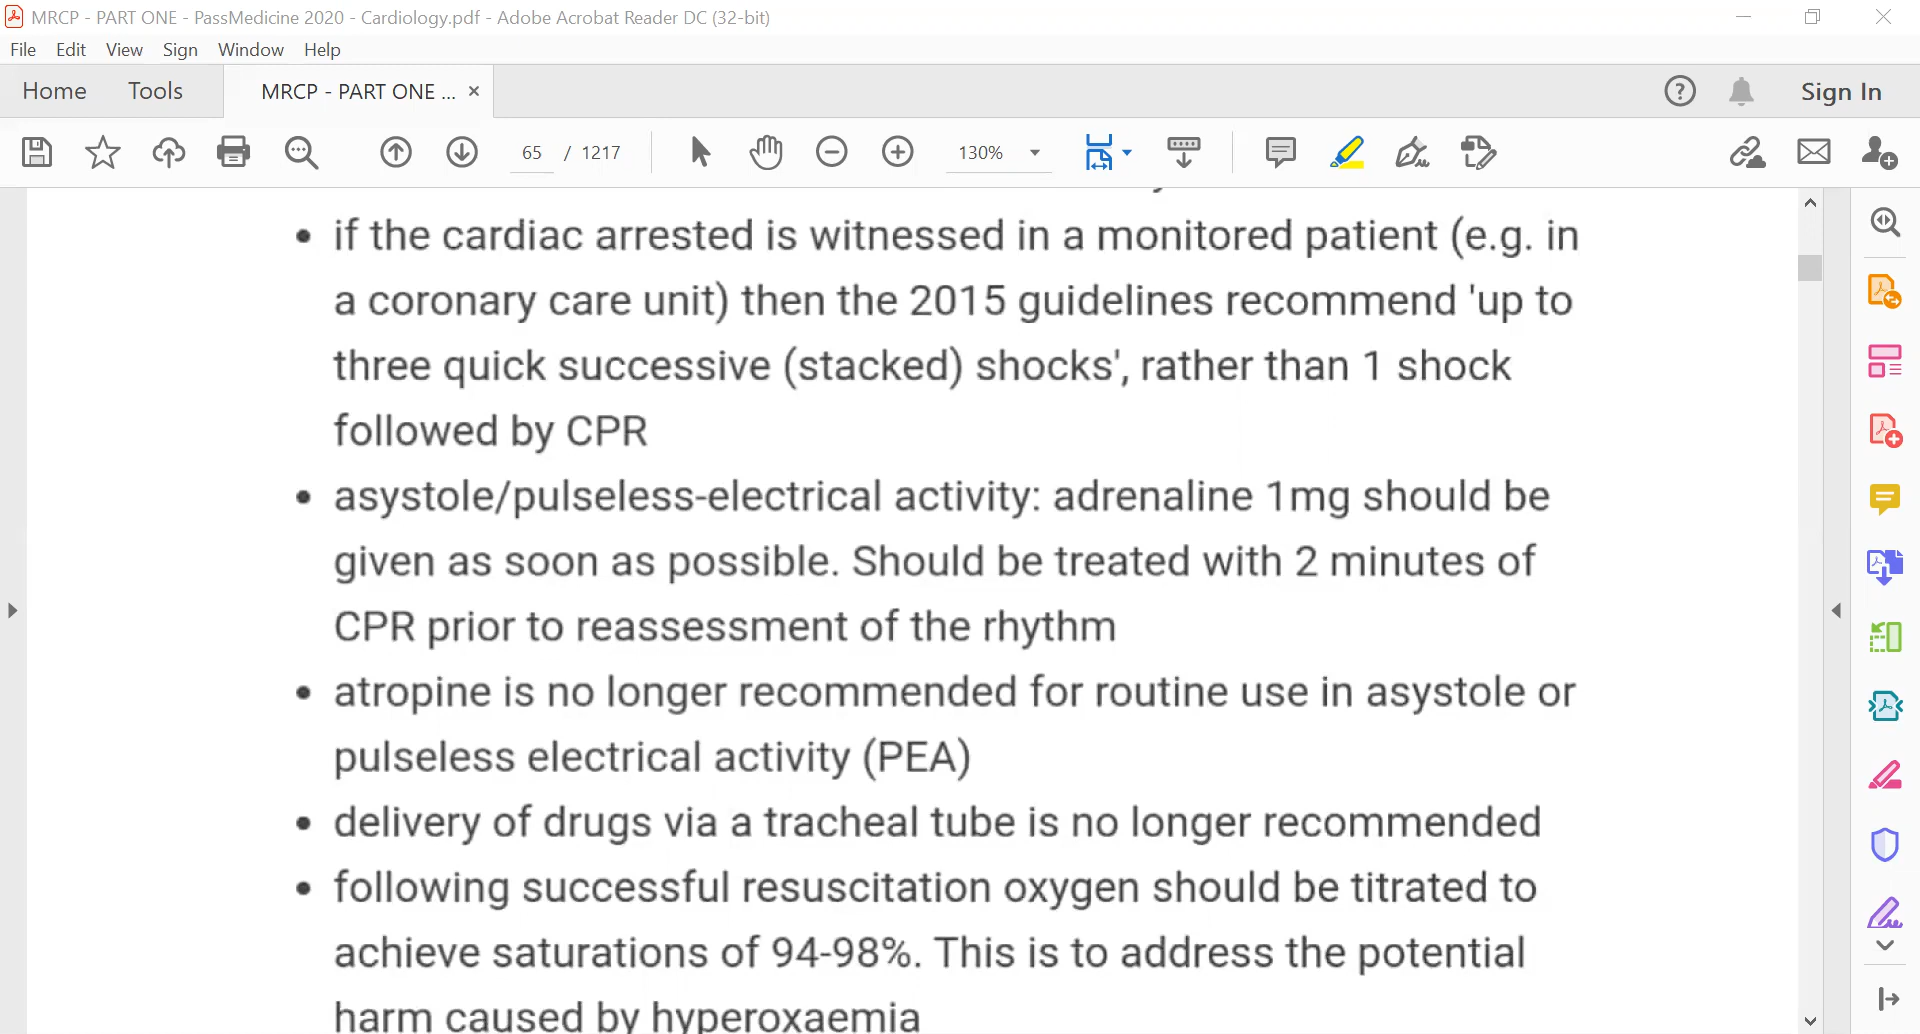 MRCP - PART ONE - PassMedicine 2020 - Cardiology.pdf - Adobe Acrobat Reader DC (32-bit)
File Edit View Sign Window Help
Home Tools MRCP - PART ONE ... × Sign In
65 / 1217 130%
• if the cardiac arrested is witnessed in a monitored patient (e.g. in
a coronary care unit) then the 2015 guidelines recommend 'up to
three quick successive (stacked) shocks', rather than 1 shock
followed by CPR
• asystole/pulseless-electrical activity: adrenaline 1mg should be
given as soon as possible. Should be treated with 2 minutes of
CPR prior to reassessment of the rhythm
• atropine is no longer recommended for routine use in asystole or
pulseless electrical activity (PEA)
• delivery of drugs via a tracheal tube is no longer recommended
• following successful resuscitation oxygen should be titrated to
achieve saturations of 94-98%. This is to address the potential
harm caused by hyperoxaemia